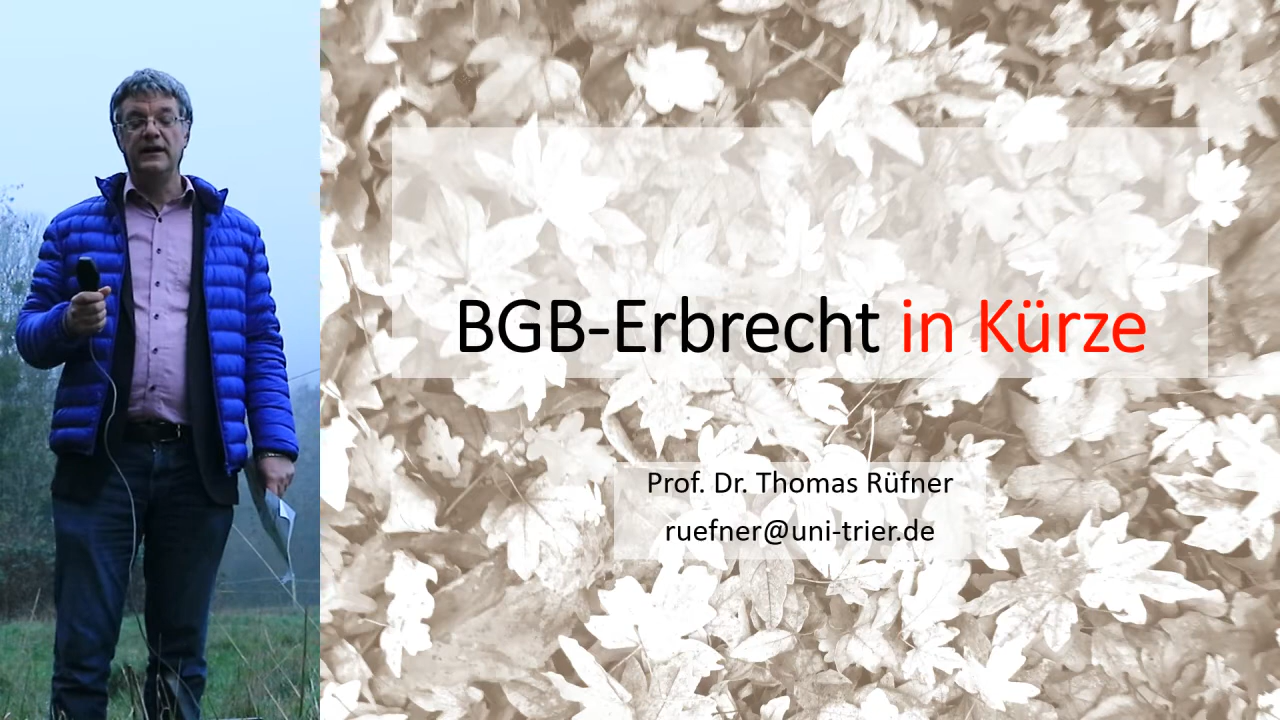 BGB-Erbrecht in Kürze
Prof. Dr. Thomas Rüfner
ruefner@uni-trier.de